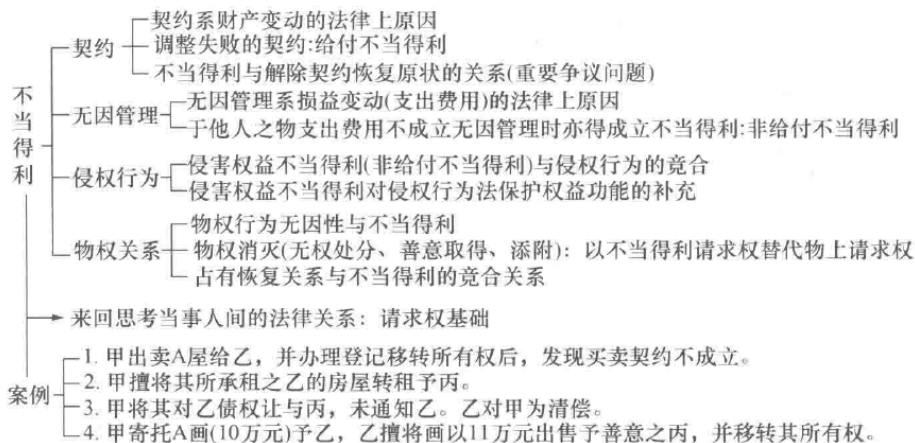 契约系财产变动的法律上原因
契约
调整失败的契约:给付不当得利
不当得利与解除契约恢复原状的关系(重要争议问题)
不当得利
无因管理系损益变动(支出费用)的法律上原因
无因管理
于他人之物支出费用不成立无因管理时亦得成立不当得利:非给付不当得利
侵害权益不当得利(非给付不当得利)与侵权行为的竞合
侵权行为
侵害权益不当得利对侵权行为法保护权益功能的补充
物权行为无因性与不当得利
物权关系
物权消灭(无权处分、善意取得、添附)：以不当得利请求权替代物上请求权
占有恢复关系与不当得利的竞合关系
来回思考当事人间的法律关系：请求权基础
案例
1. 甲出卖A屋给乙，并办理登记移转所有权后，发现买卖契约不成立。
2. 甲擅将其所承租之乙的房屋转租予丙。
3. 甲将其对乙债权让与丙，未通知乙。乙对甲为清偿。
4. 甲寄托A画(10万元)予乙，乙擅将画以11万元出售予善意之丙，并移转其所有权。